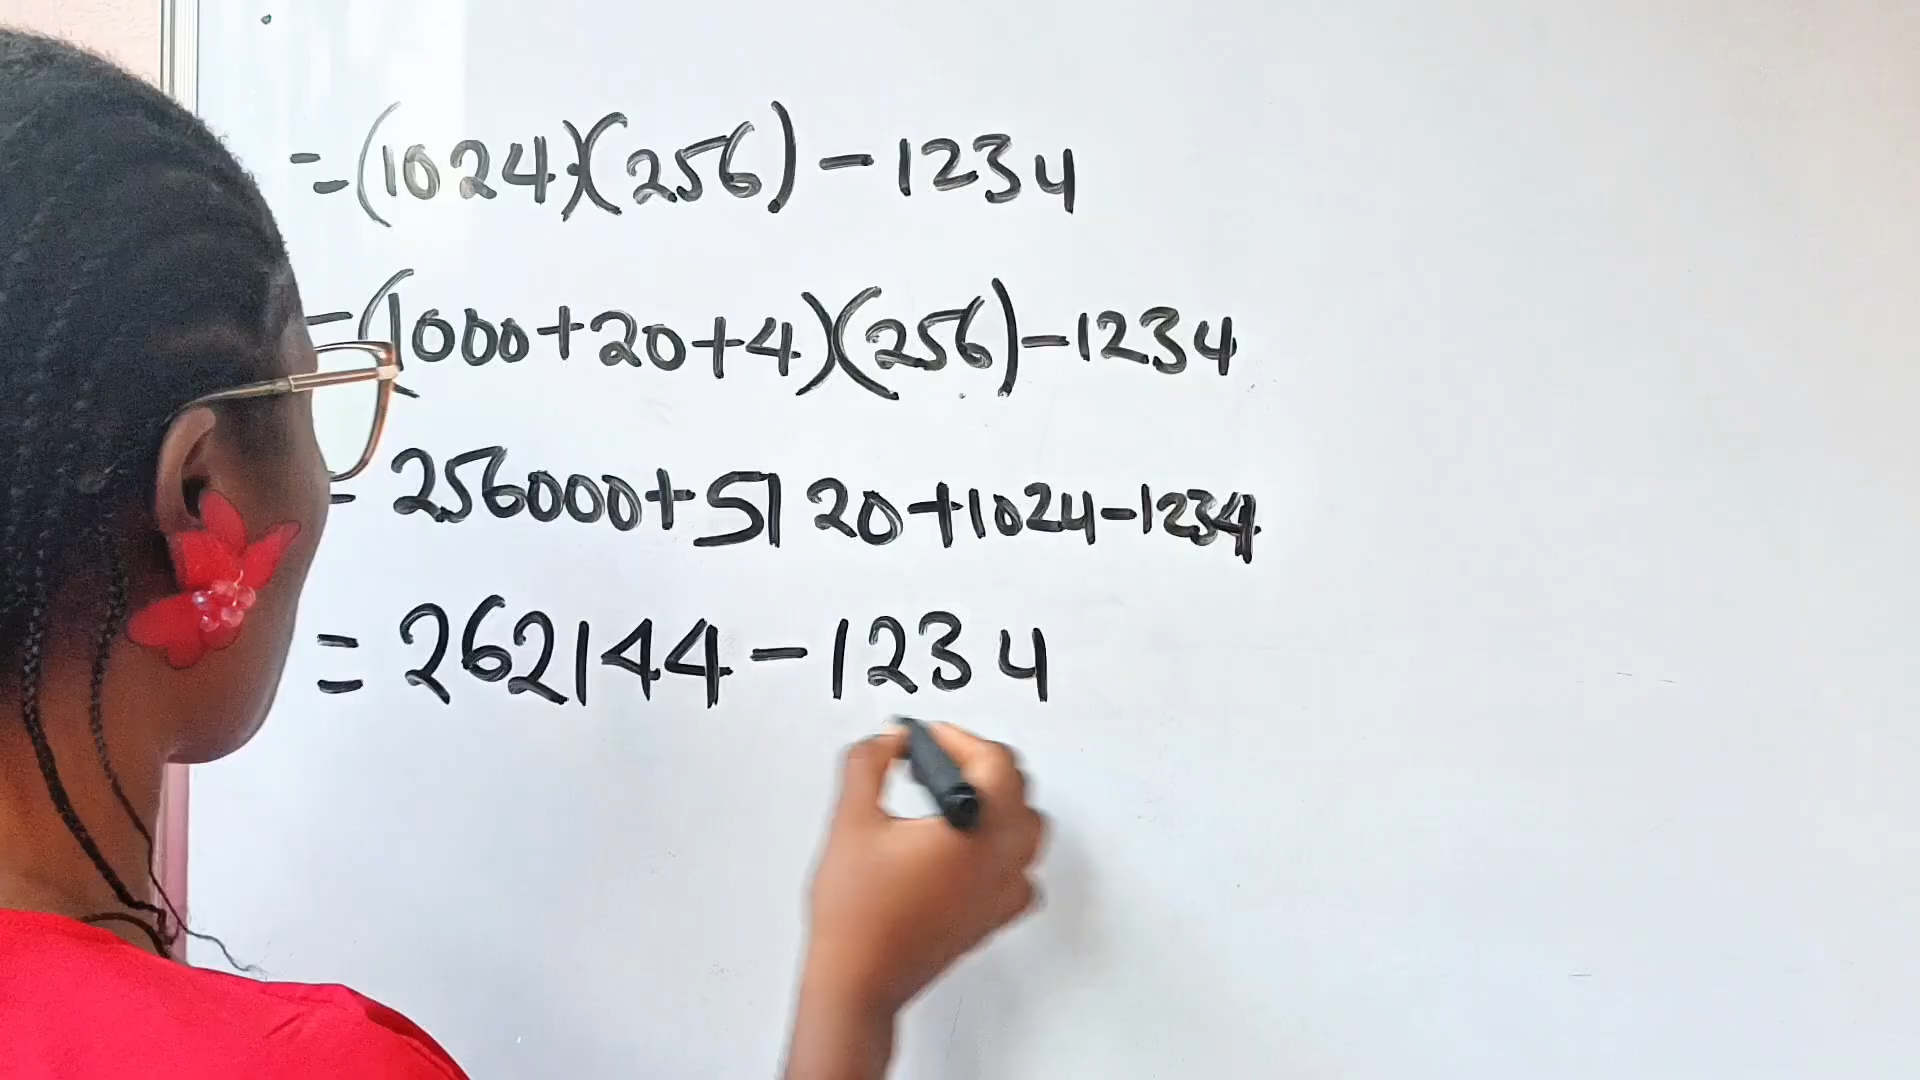 =(1024)(256)-1234
=(1000+20+4)(256)-1234
= 256000+5120+1024-1234
= 262144-1234